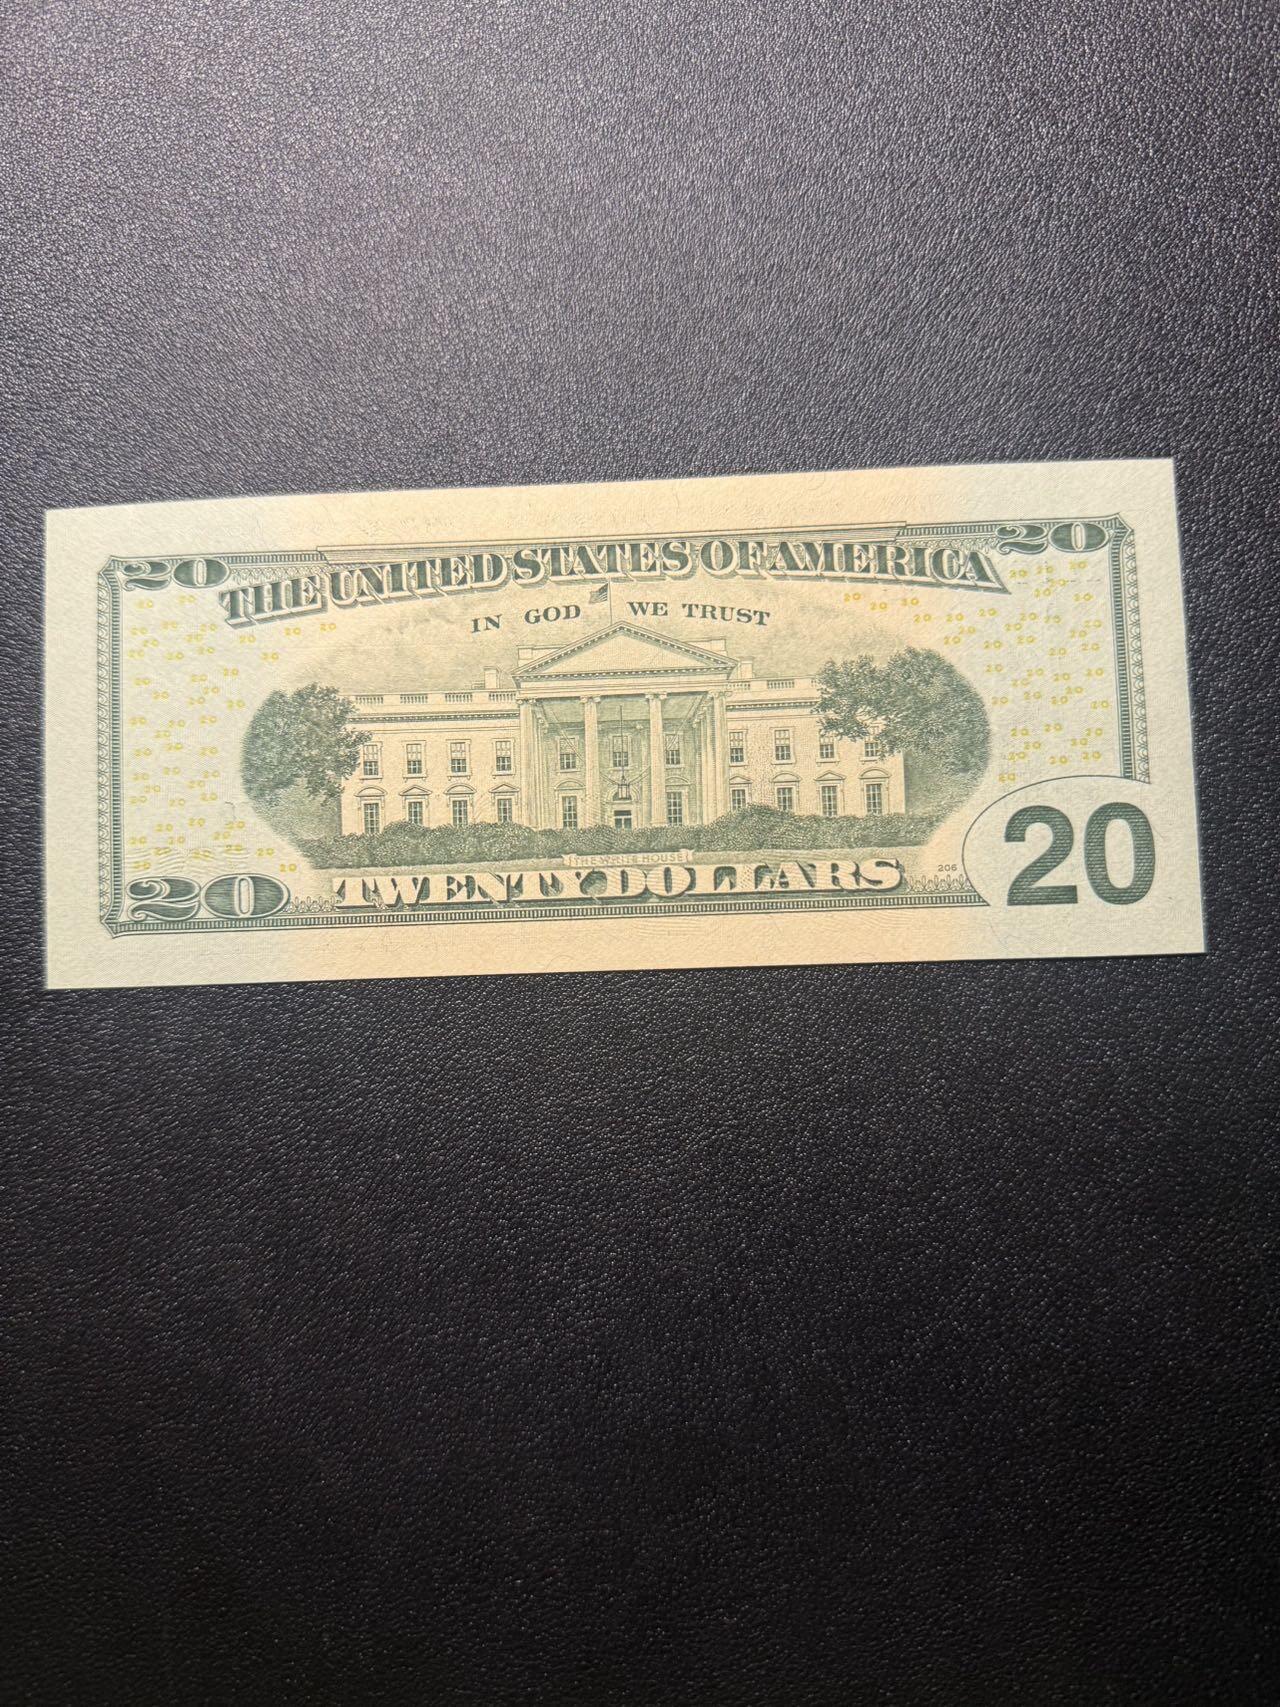 20 THE UNITED STATES OF AMERICA 20
IN GOD WE TRUST
THE WHITE HOUSE
20 TWENTY DOLLARS 206 20